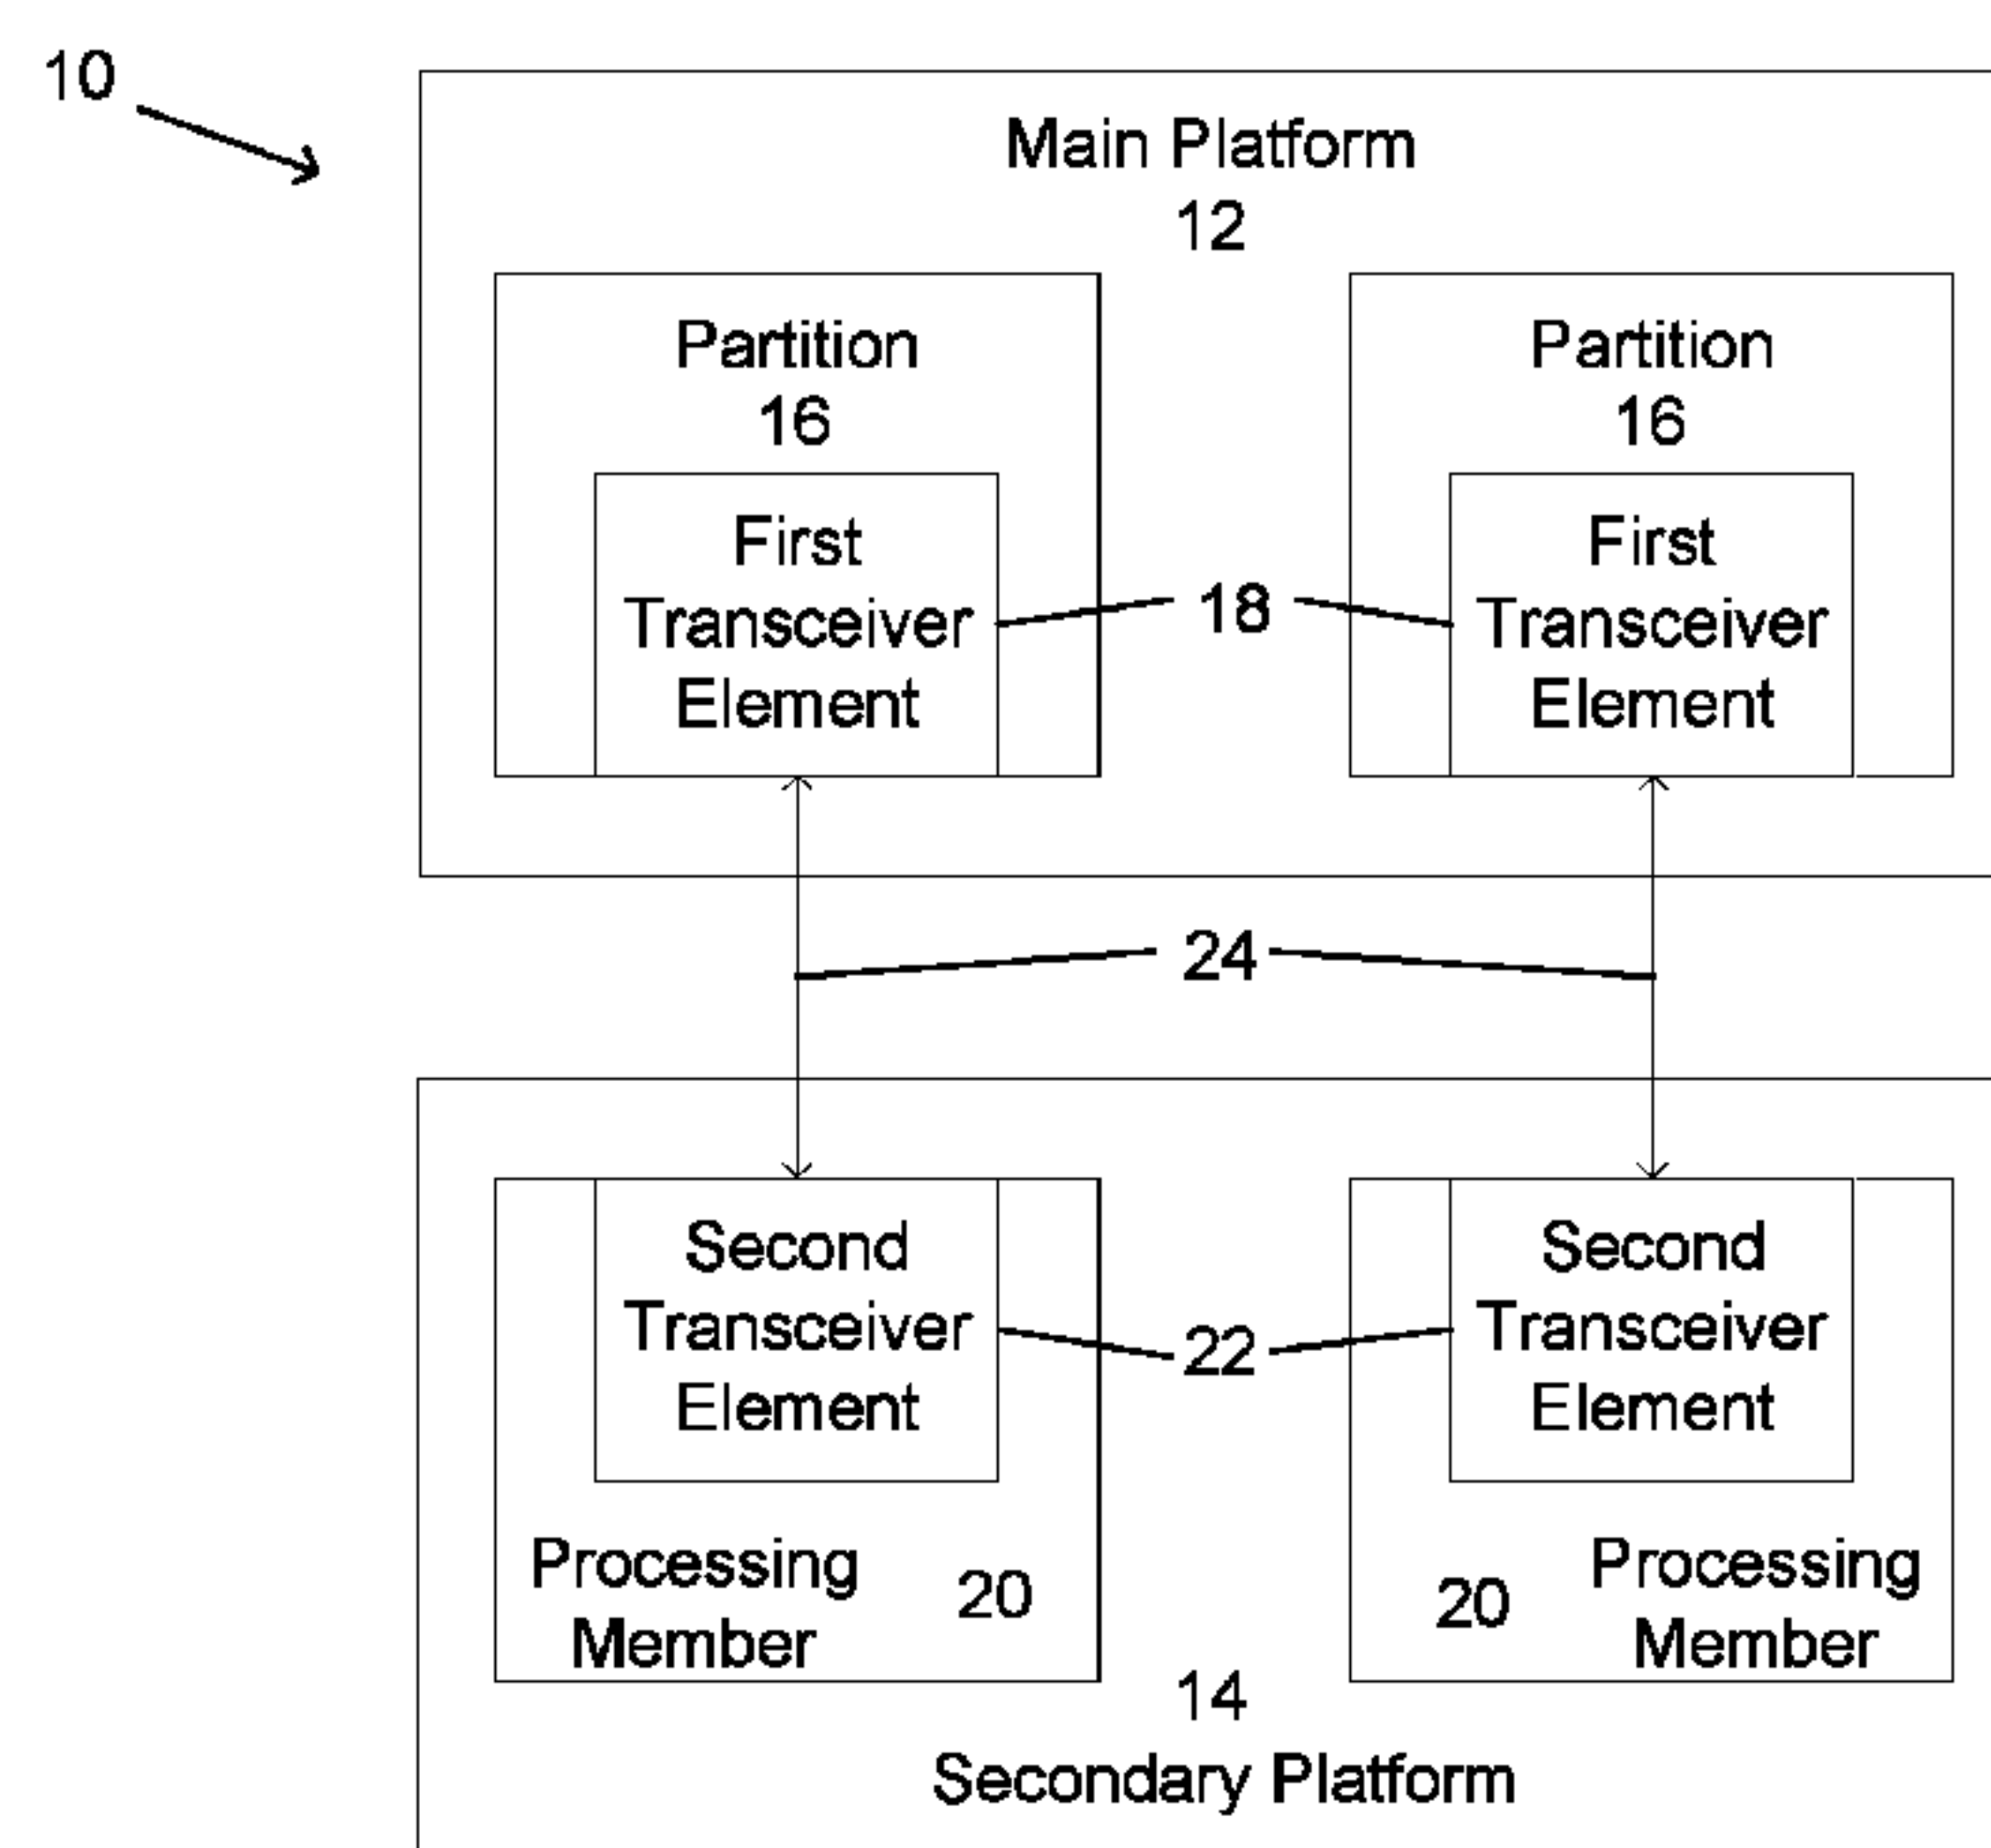 10
Main Platform
12
Partition
16
Partition
16
First
Transceiver
Element
18
First
Transceiver
Element
24
Second
Transceiver
Element
22
Second
Transceiver
Element
Processing
Member
20
20
Processing
Member
14
Secondary Platform